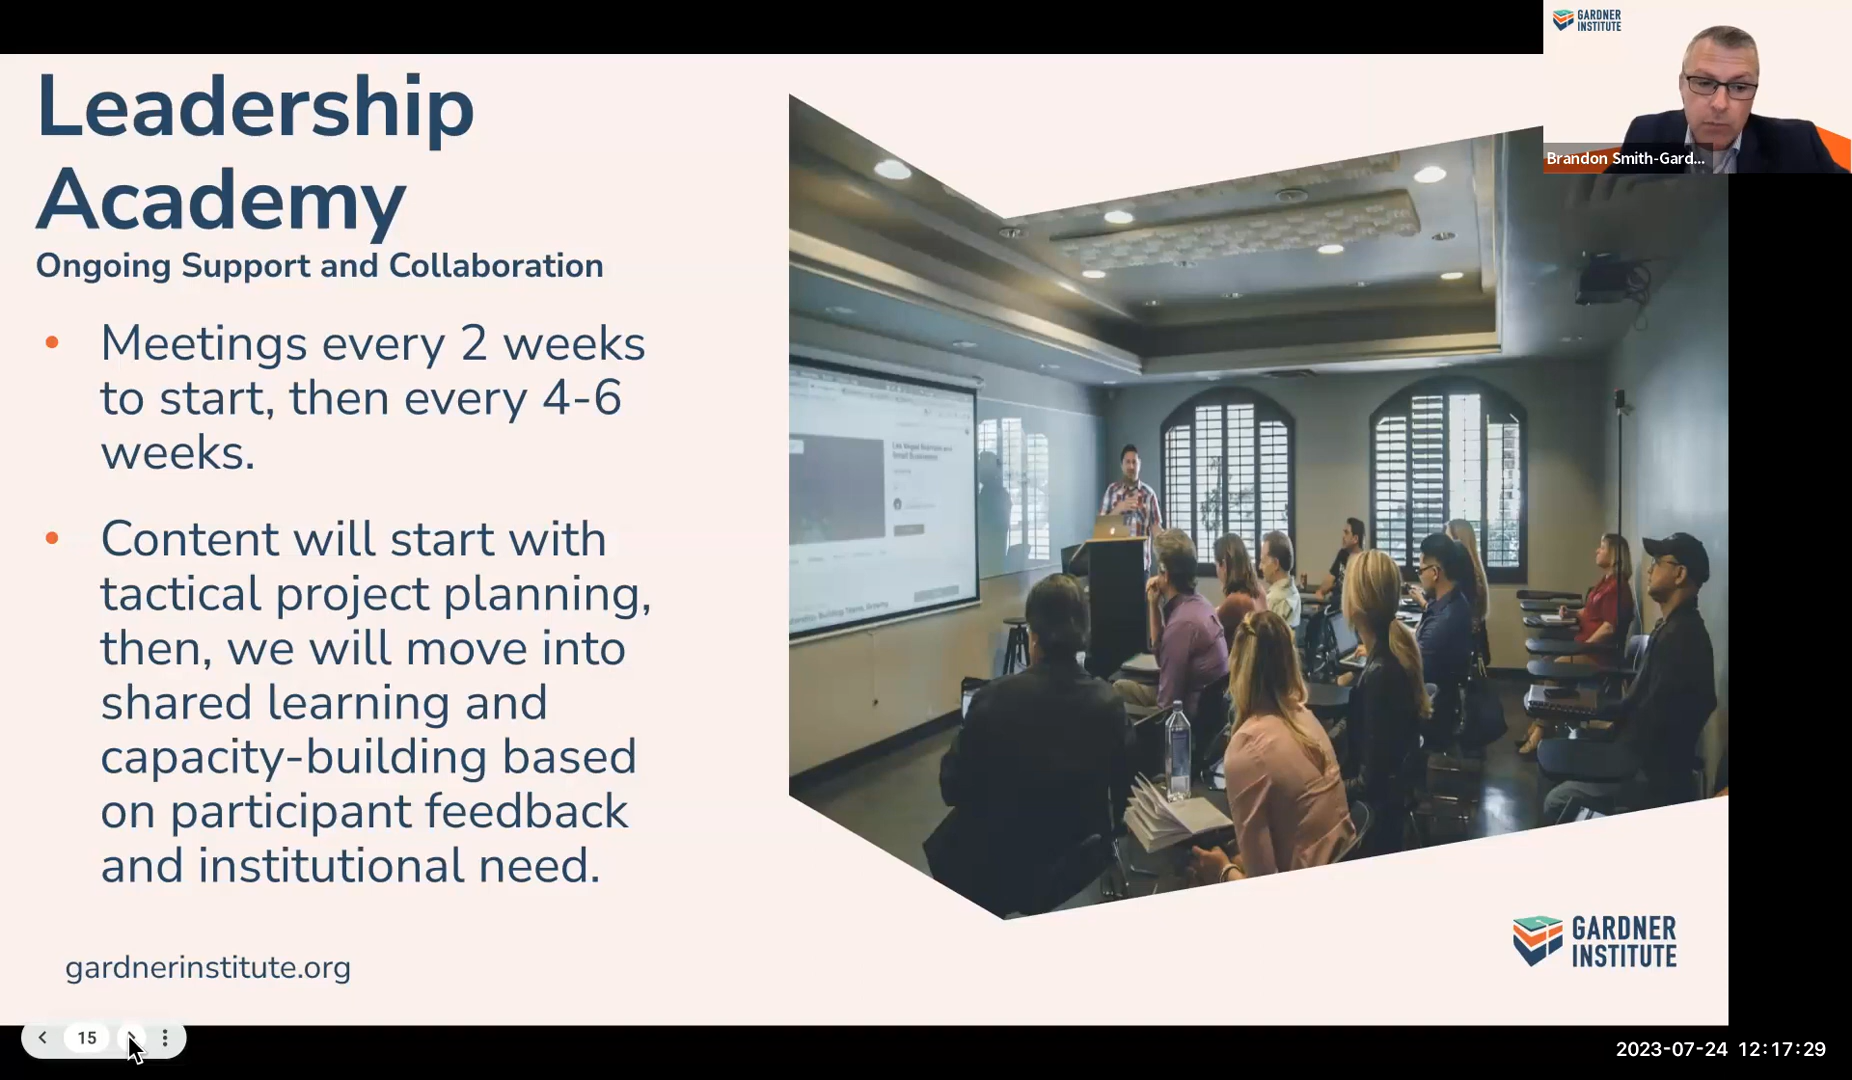 GARDNER
INSTITUTE
Brandon Smith-Gard...
Leadership
Academy
Ongoing Support and Collaboration
• Meetings every 2 weeks
to start, then every 4-6
weeks.
• Content will start with
tactical project planning,
then, we will move into
shared learning and
capacity-building based
on participant feedback
and institutional need.
gardnerinstitute.org
GARDNER
INSTITUTE
15
2023-07-24 12:17:29